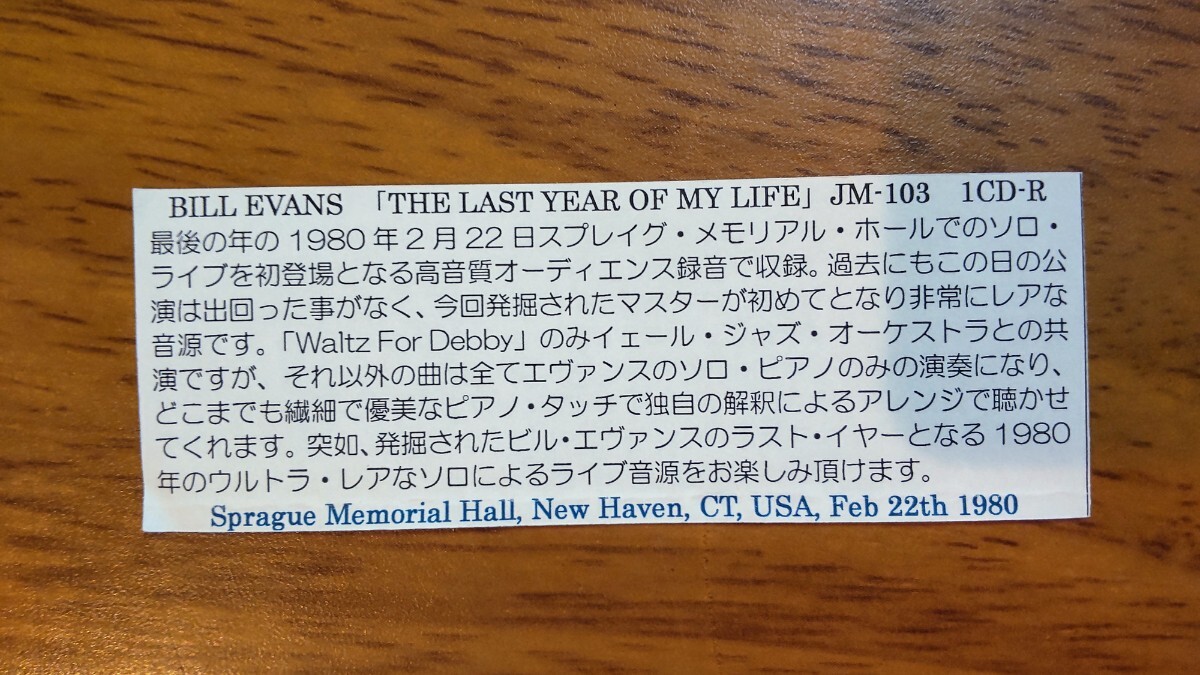 BILL EVANS 「THE LAST YEAR OF MY LIFE」 JM-103 1CD-R
最後の年の1980年2月22日スプレイグ・メモリアル・ホールでのソロ・
ライブを初登場となる高音質オーディエンス録音で収録。過去にもこの日の公
演は出回った事がなく、今回発掘されたマスターが初めてとなり非常にレアな
音源です。「Waltz For Debby」のみイェール・ジャズ・オーケストラとの共
演ですが、それ以外の曲は全てエヴァンスのソロ・ピアノのみの演奏になり、
どこまでも繊細で優美なピアノ・タッチで独自の解釈によるアレンジで聴かせ
てくれます。突如、発掘されたビル・エヴァンスのラスト・イヤーとなる1980
年のウルトラ・レアなソロによるライブ音源をお楽しみ頂けます。
Sprague Memorial Hall, New Haven, CT, USA, Feb 22th 1980